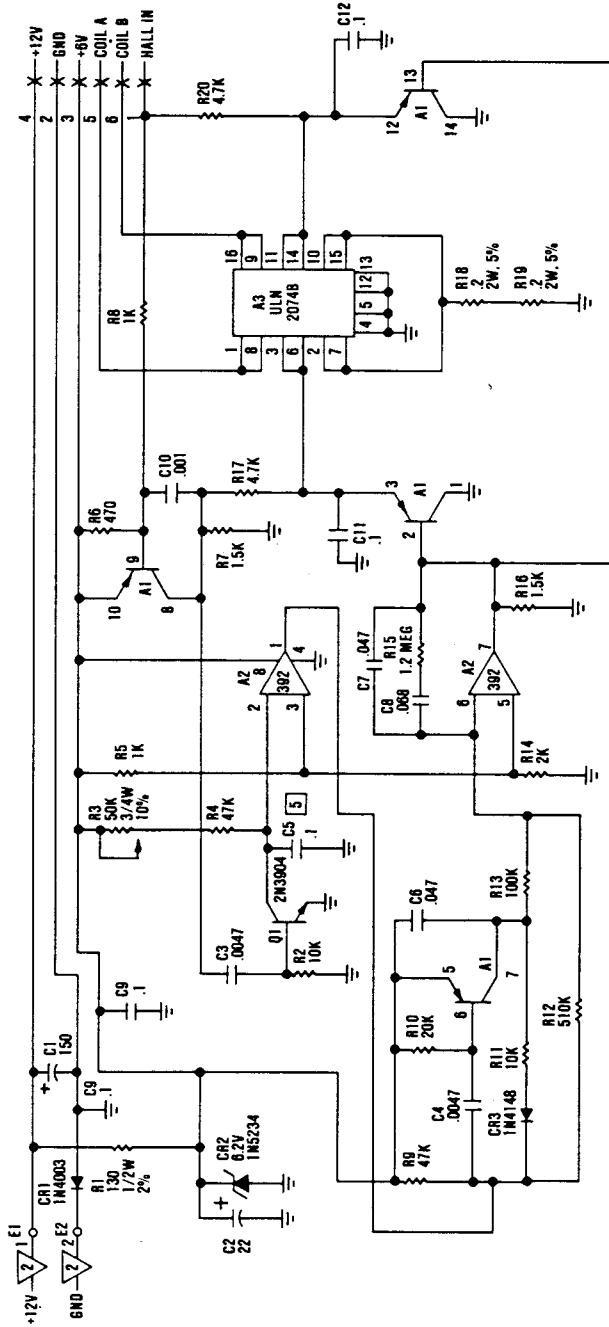 +12V
GND
+6V
COIL A
COIL B
HALL IN
4
2
3
5
6
1
R20
4.7K
C12
.1
12
13
14
A1
R8
1K
16
9
11
14
10
15
A3
ULN
2074B
1
8
3
6
2
7
4
5
12
13
R18
.2
2W, 5%
R19
.2
2W, 5%
R6
470
C10
.001
R17
4.7K
10
9
A1
8
R7
1.5K
C11
.1
3
2
A1
1
R5
1K
A2
8
392
2
3
1
4
C7
.047
R15
1.2 MEG
C8
.068
A2
392
6
5
7
R16
1.5K
R14
2K
R3
50K
3/4W
10%
R4
47K
5
C5
.1
2N3904
Q1
C3
.0047
R2
10K
R13
100K
C6
.047
5
A1
6
7
R10
20K
R11
10K
R12
510K
C4
.0047
CR3
1N4148
R9
47K
C9
.1
C1
150
C9
.1
CR1
1N4003
R1
130
1/2W
2%
CR2
6.2V
1N5234
C2
22
+12V
2
1
E1
GND
2
2
E2